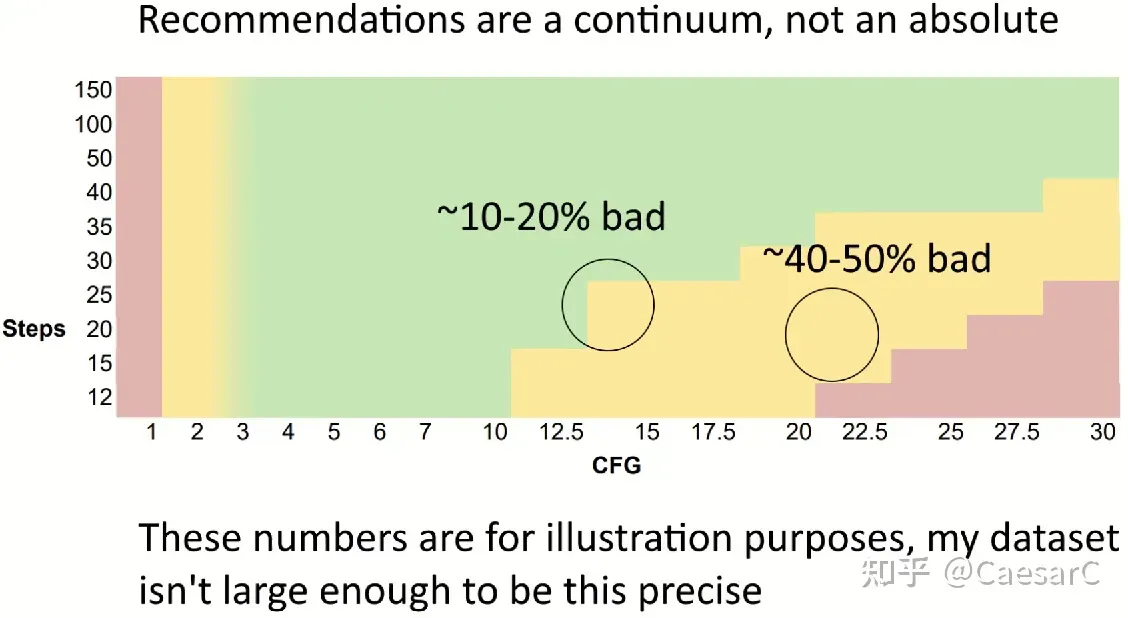 Recommendations are a continuum, not an absolute
150
100
50
40
35
30
25
Steps 20
15
12
~10-20% bad
~40-50% bad
1 2 3 4 5 6 7 10 12.5 15 17.5 20 22.5 25 27.5 30
CFG
These numbers are for illustration purposes, my dataset
isn't large enough to be this precise
知乎 @CaesarC